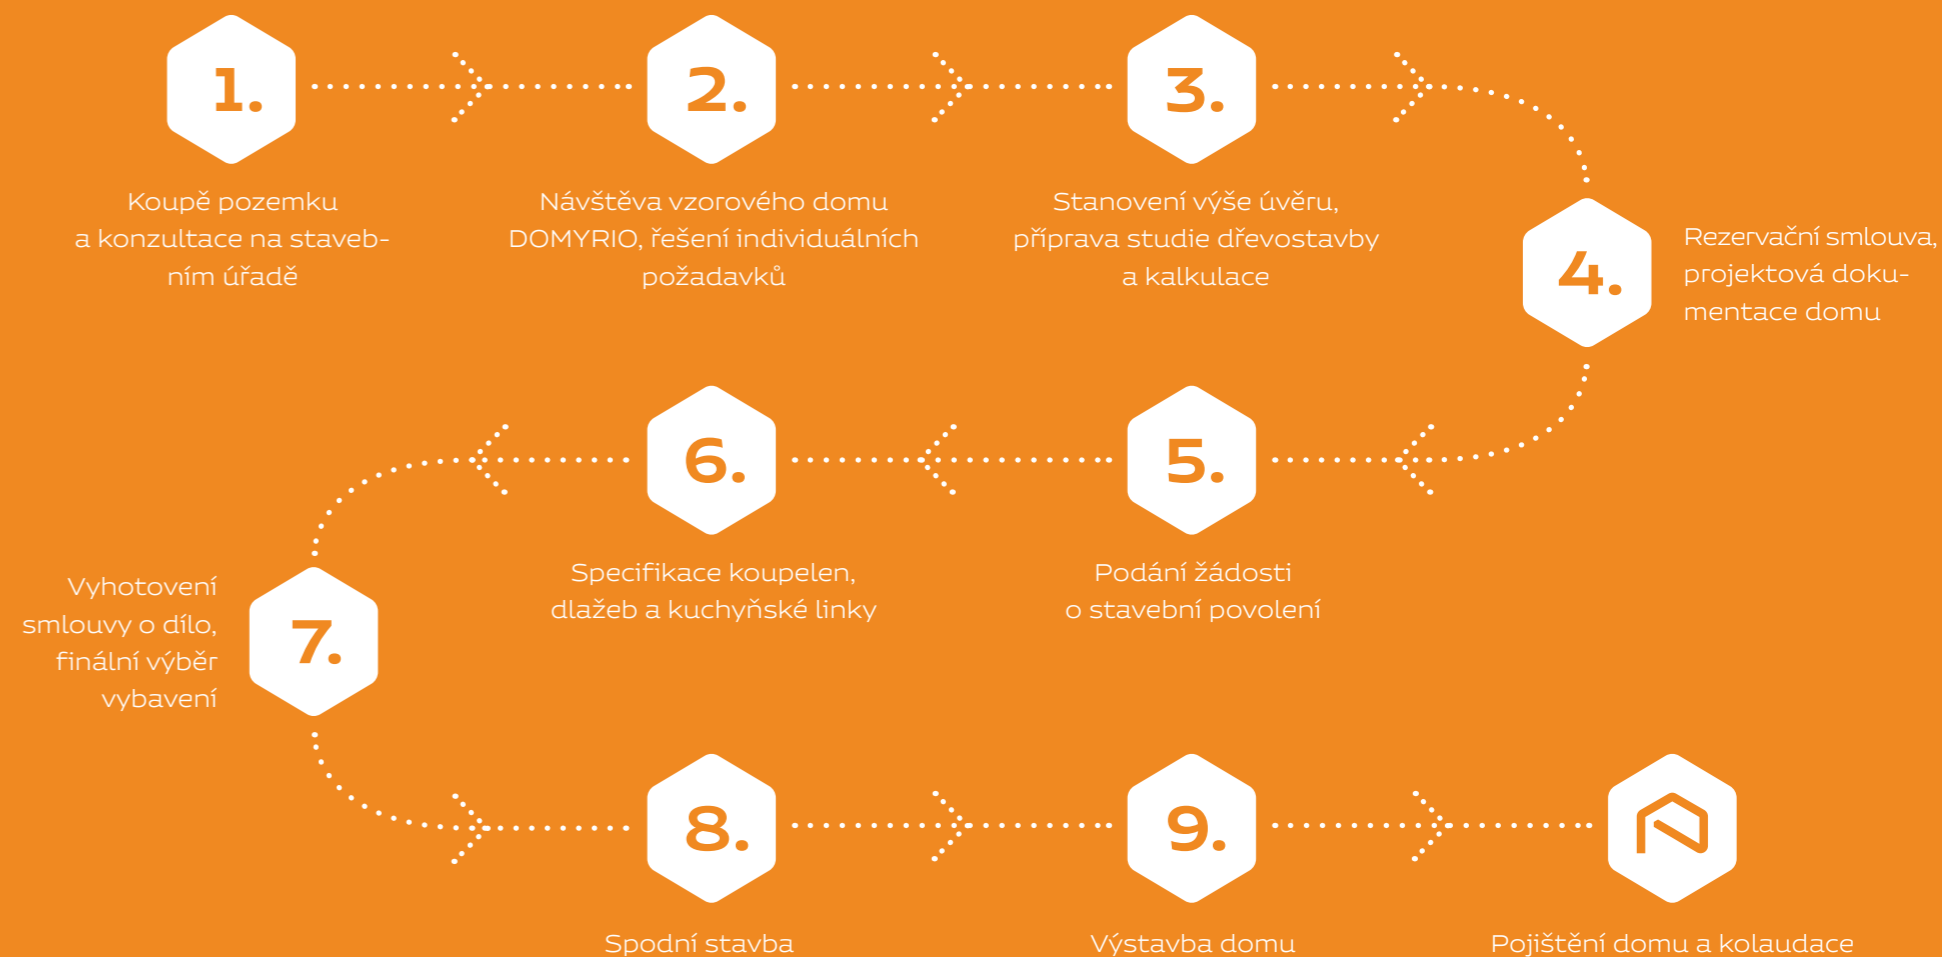 1.
Koupě pozemku
a konzultace na staveb-
ním úřadě
2.
Návštěva vzorového domu
DOMYRIO, řešení individuálních
požadavků
3.
Stanovení výše úvěru,
příprava studie dřevostavby
a kalkulace
4.
Rezervační smlouva,
projektová doku-
mentace domu
5.
Podání žádosti
o stavební povolení
6.
Specifikace koupelen,
dlažeb a kuchyňské linky
7.
Vyhotovení
smlouvy o dílo,
finální výběr
vybavení
8.
Spodní stavba
9.
Výstavba domu
Pojištění domu a kolaudace